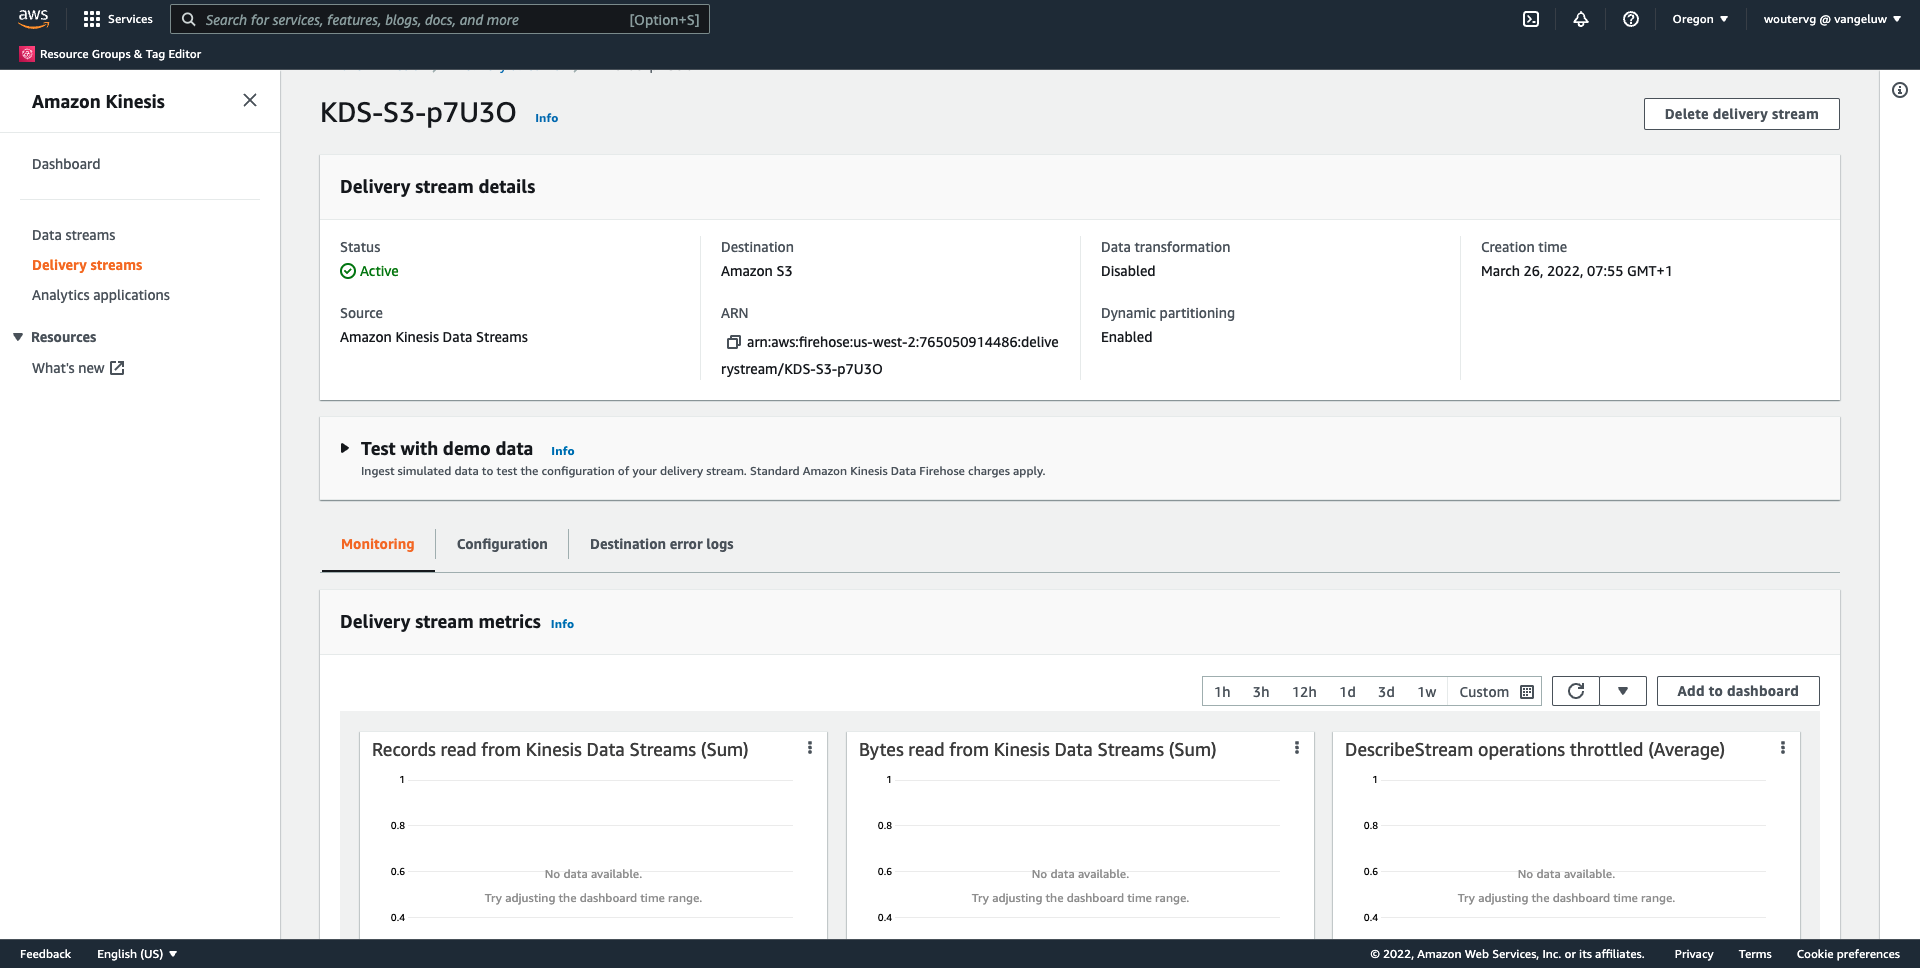 aws
Services
Search for services, features, blogs, docs, and more
[Option+S]
Oregon
woutervg @ vangeluw
Resource Groups & Tag Editor
Amazon Kinesis
Dashboard
Data streams
Delivery streams
Analytics applications
Resources
What's new
KDS-S3-p7U3O
Info
Delete delivery stream
Delivery stream details
Status
Active
Source
Amazon Kinesis Data Streams
Destination
Amazon S3
ARN
arn:aws:firehose:us-west-2:765050914486:delive
rystream/KDS-S3-p7U3O
Data transformation
Disabled
Dynamic partitioning
Enabled
Creation time
March 26, 2022, 07:55 GMT+1
Test with demo data
Info
Ingest simulated data to test the configuration of your delivery stream. Standard Amazon Kinesis Data Firehose charges apply.
Monitoring
Configuration
Destination error logs
Delivery stream metrics
Info
1h
3h
12h
1d
3d
1w
Custom
Add to dashboard
Records read from Kinesis Data Streams (Sum)
1
0.8
0.6
No data available.
Try adjusting the dashboard time range.
0.4
Bytes read from Kinesis Data Streams (Sum)
1
0.8
0.6
No data available.
Try adjusting the dashboard time range.
0.4
DescribeStream operations throttled (Average)
1
0.8
0.6
No data available.
Try adjusting the dashboard time range.
0.4
Feedback
English (US)
© 2022, Amazon Web Services, Inc. or its affiliates.
Privacy
Terms
Cookie preferences